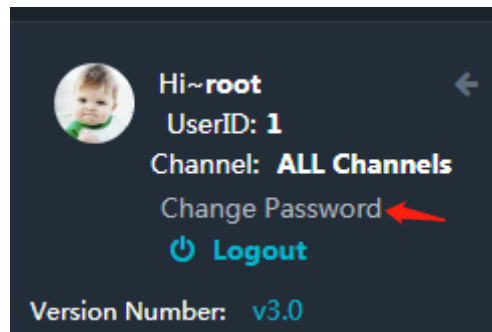 Hi~root
UserID: 1
Channel: ALL Channels
Change Password
Logout
Version Number: v3.0